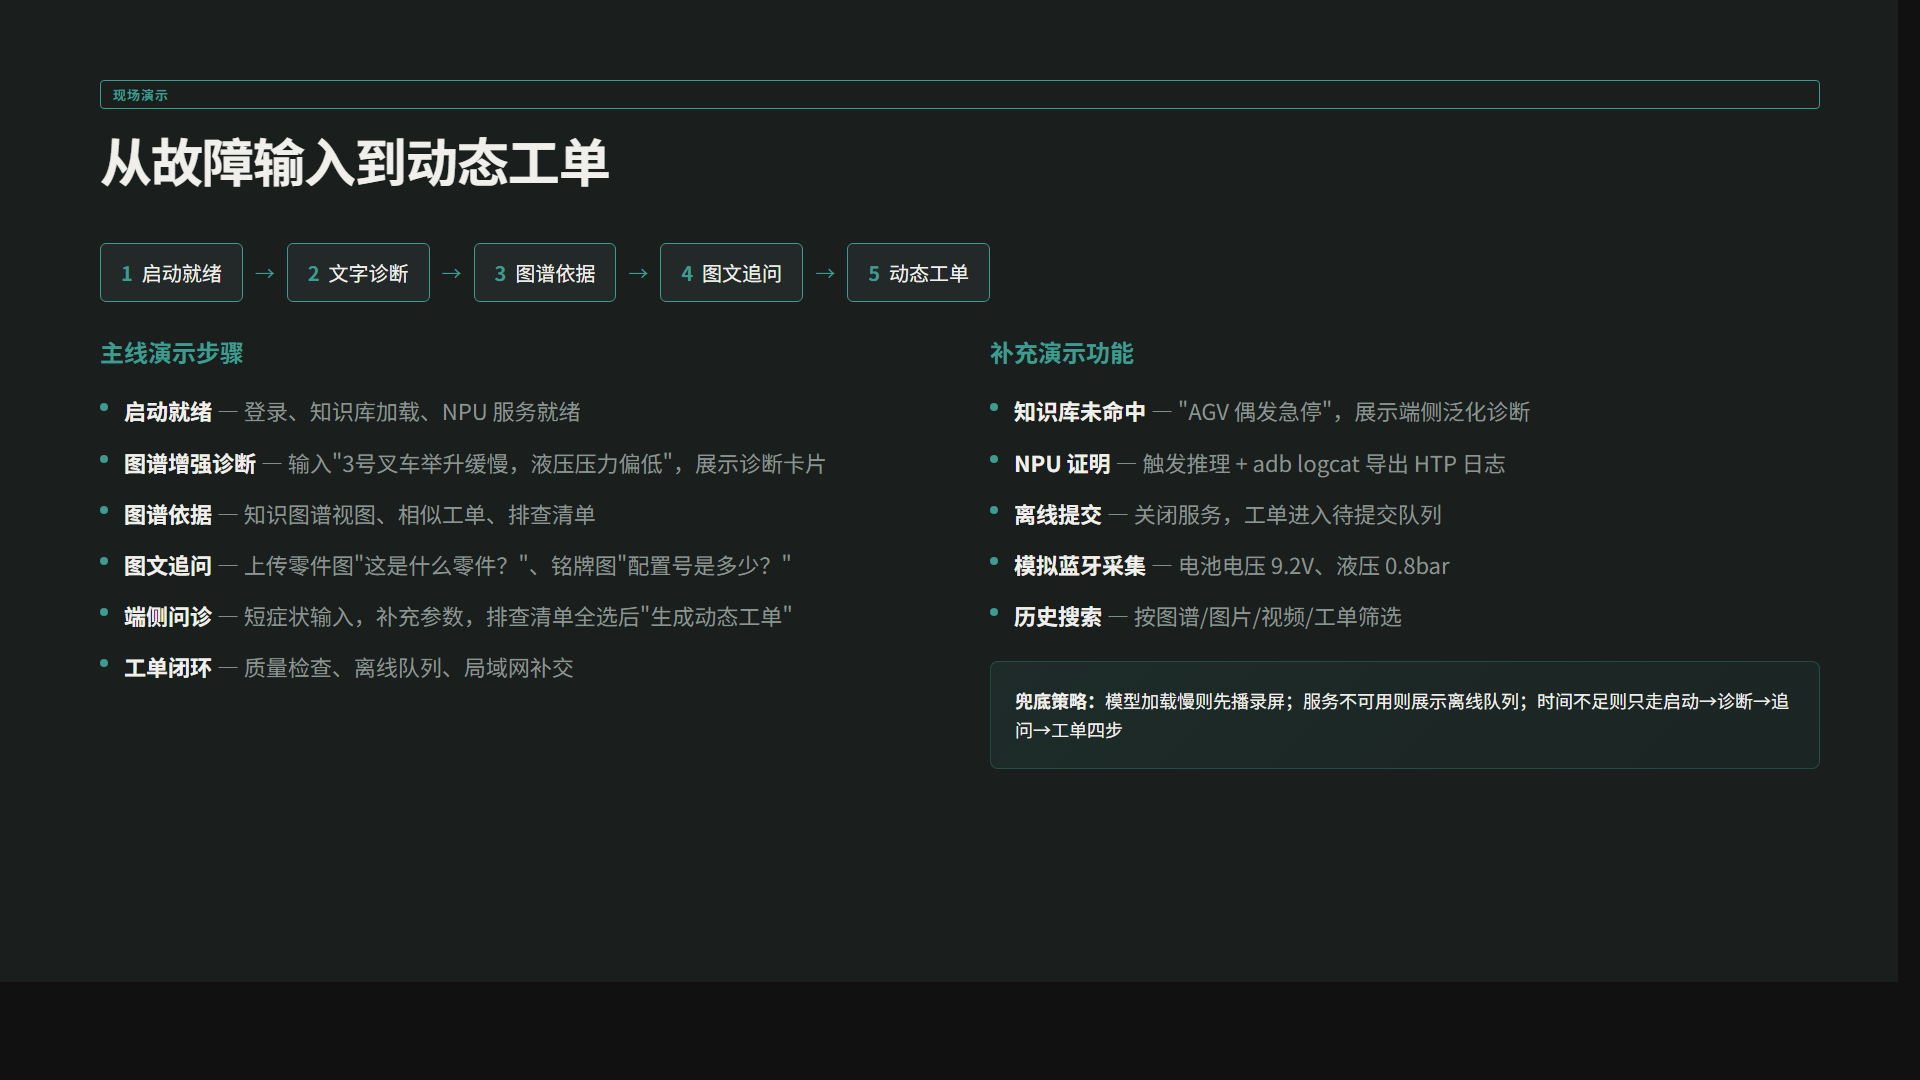 现场演示
从故障输入到动态工单
1 启动就绪 → 2 文字诊断 → 3 图谱依据 → 4 图文追问 → 5 动态工单
主线演示步骤
启动就绪 — 登录、知识库加载、NPU 服务就绪
图谱增强诊断 — 输入"3号叉车举升缓慢，液压压力偏低"，展示诊断卡片
图谱依据 — 知识图谱视图、相似工单、排查清单
图文追问 — 上传零件图"这是什么零件？"、铭牌图"配置号是多少？"
端侧问诊 — 短症状输入，补充参数，排查清单全选后"生成动态工单"
工单闭环 — 质量检查、离线队列、局域网补交
补充演示功能
知识库未命中 — "AGV 偶发急停"，展示端侧泛化诊断
NPU 证明 — 触发推理 + adb logcat 导出 HTP 日志
离线提交 — 关闭服务，工单进入待提交队列
模拟蓝牙采集 — 电池电压 9.2V、液压 0.8bar
历史搜索 — 按图谱/图片/视频/工单筛选
兜底策略：模型加载慢则先播录屏；服务不可用则展示离线队列；时间不足则只走启动→诊断→追
问→工单四步